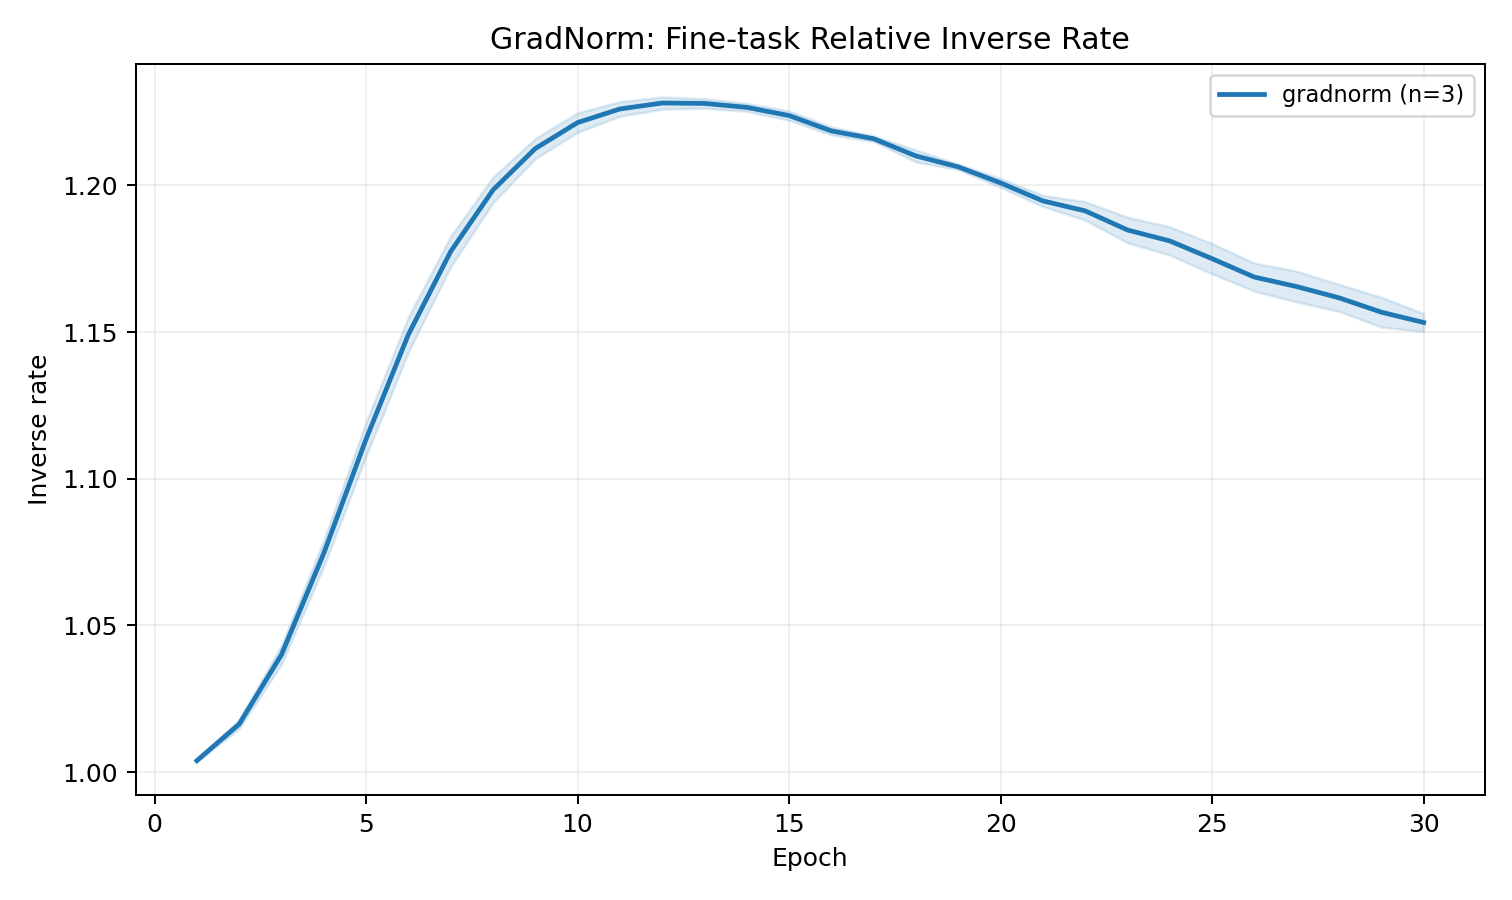 GradNorm: Fine-task Relative Inverse Rate
gradnorm (n=3)
Inverse rate
1.20
1.15
1.10
1.05
1.00
0 5 10 15 20 25 30
Epoch